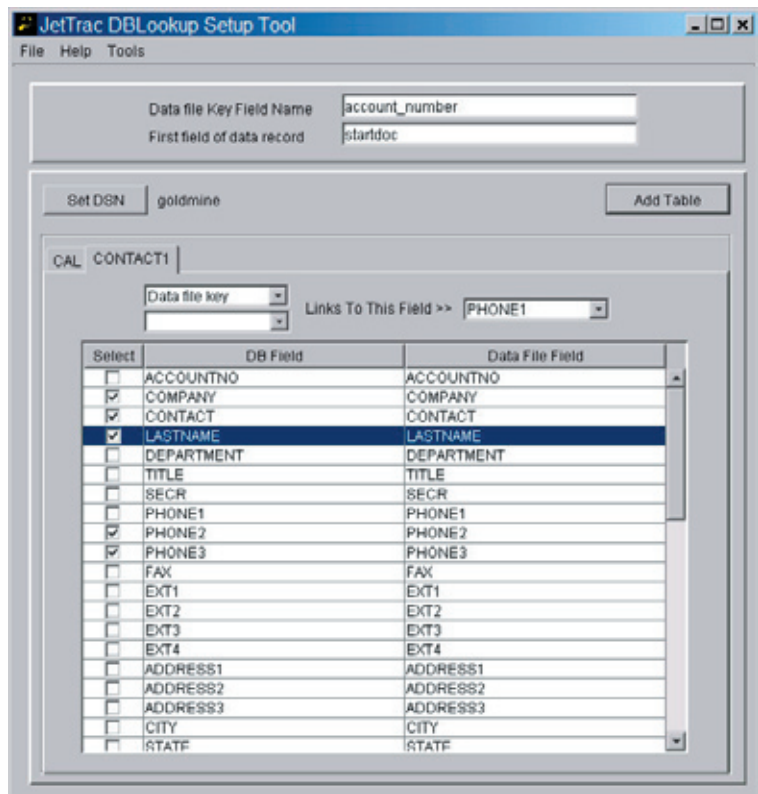 JetTrac DBLookup Setup Tool
File Help Tools
Data file Key Field Name account_number
First field of data record startdoc
Set DSN goldmine Add Table
CAL CONTACT1
Data file key
Links To This Field >> PHONE1
Select DB Field Data File Field
ACCOUNTNO ACCOUNTNO
COMPANY COMPANY
CONTACT CONTACT
LASTNAME LASTNAME
DEPARTMENT DEPARTMENT
TITLE TITLE
SECR SECR
PHONE1 PHONE1
PHONE2 PHONE2
PHONE3 PHONE3
FAX FAX
EXT1 EXT1
EXT2 EXT2
EXT3 EXT3
EXT4 EXT4
ADDRESS1 ADDRESS1
ADDRESS2 ADDRESS2
ADDRESS3 ADDRESS3
CITY CITY
STATE STATE